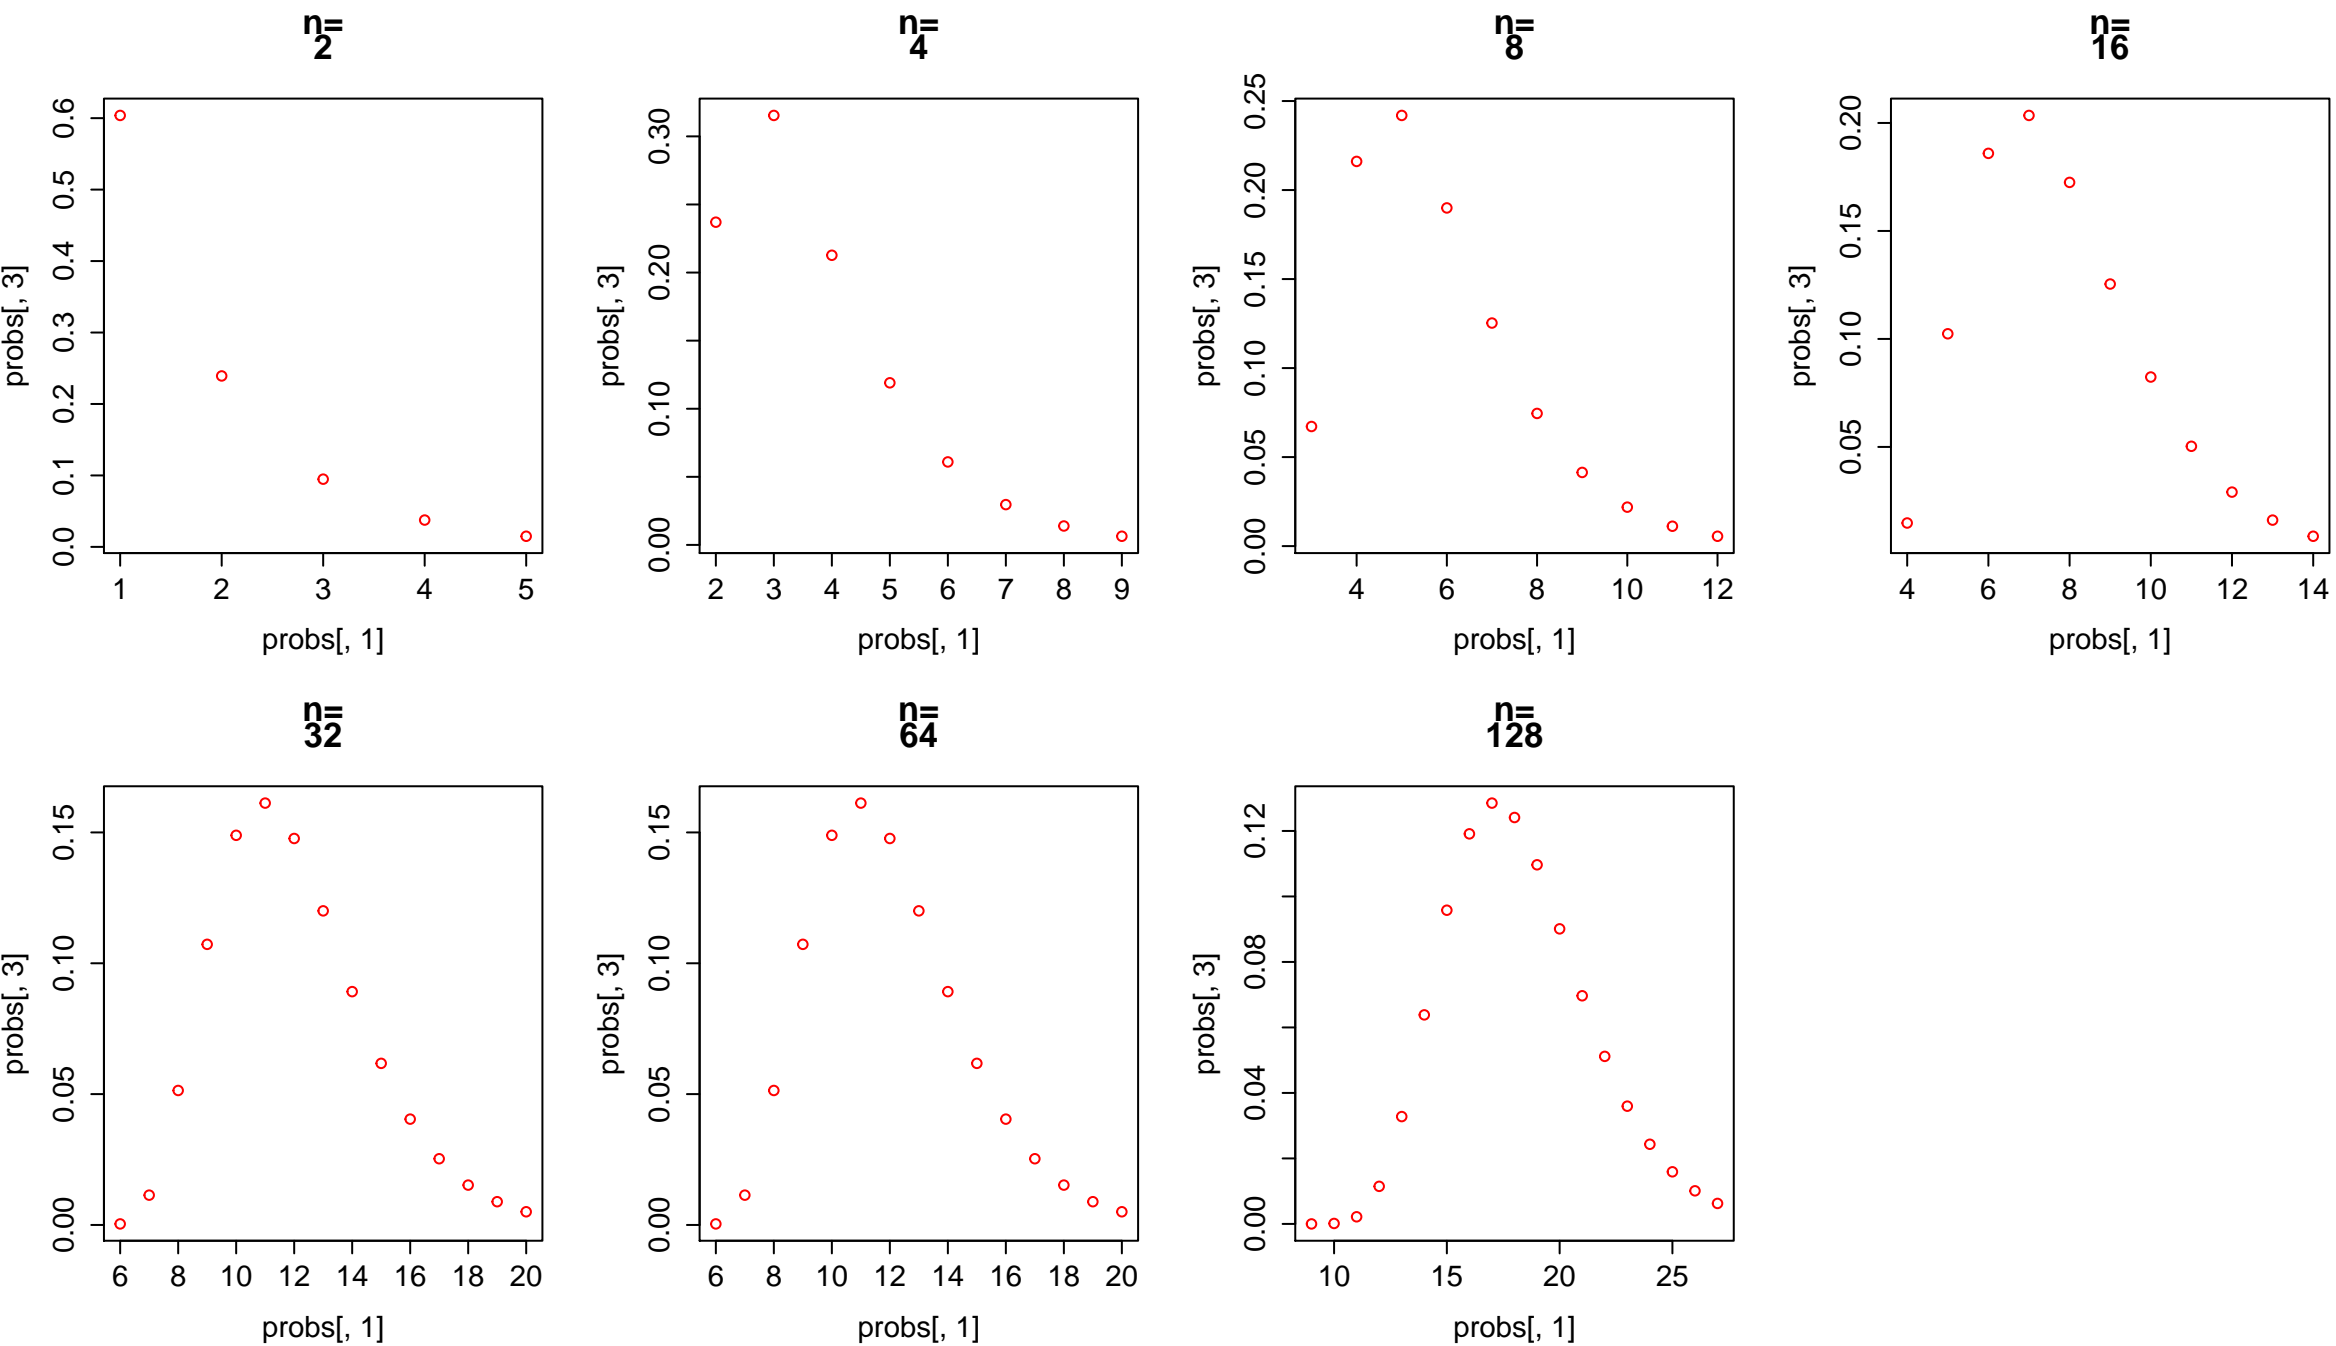 n=
2
0.0 0.1 0.2 0.3 0.4 0.5 0.6
probs[, 3]
1 2 3 4 5
probs[, 1]
n=
4
0.00 0.10 0.20 0.30
probs[, 3]
2 3 4 5 6 7 8 9
probs[, 1]
n=
8
0.00 0.05 0.10 0.15 0.20 0.25
probs[, 3]
4 6 8 10 12
probs[, 1]
n=
16
0.05 0.10 0.15 0.20
probs[, 3]
4 6 8 10 12 14
probs[, 1]
n=
32
0.00 0.05 0.10 0.15
probs[, 3]
6 8 10 12 14 16 18 20
probs[, 1]
n=
64
0.00 0.05 0.10 0.15
probs[, 3]
6 8 10 12 14 16 18 20
probs[, 1]
n=
128
0.00 0.04 0.08 0.12
probs[, 3]
10 15 20 25
probs[, 1]